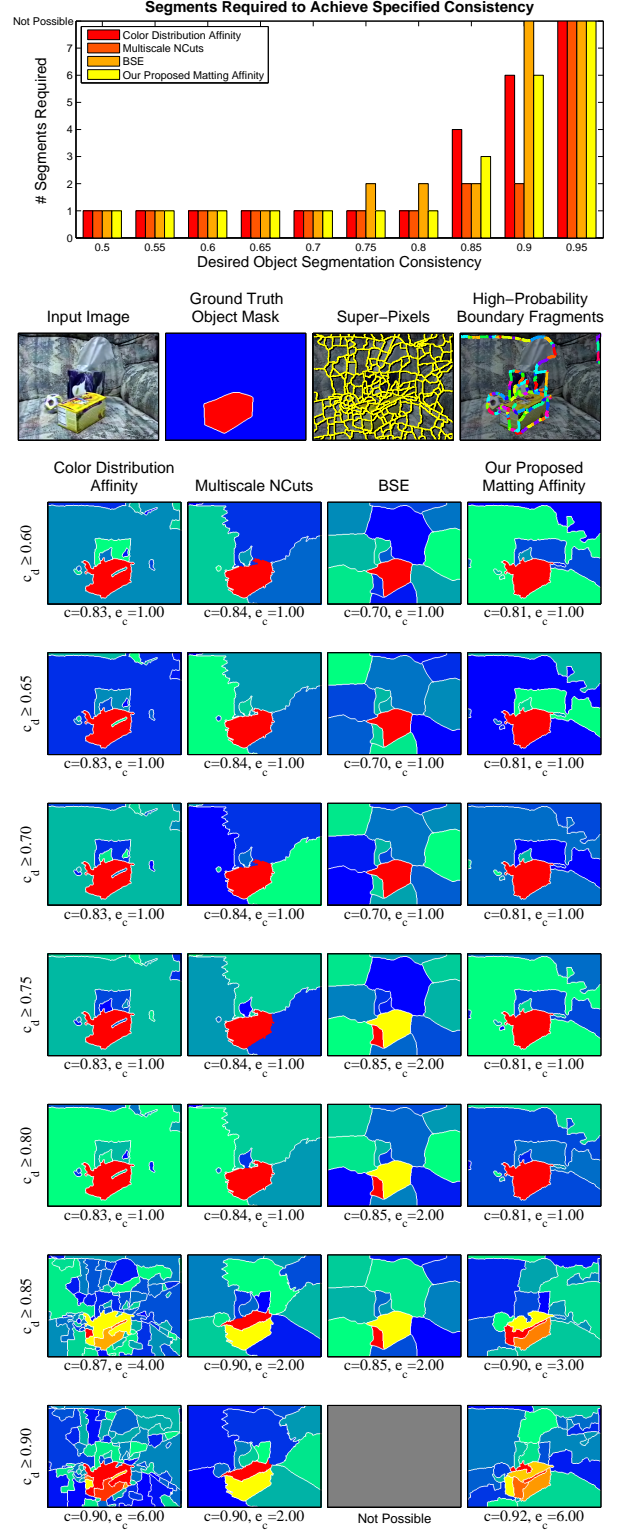 Segments Required to Achieve Specified Consistency
Not Possible
7
6
5
4
3
2
1
0
# Segments Required
Color Distribution Affinity
Multiscale NCuts
BSE
Our Proposed Matting Affinity
0.5 0.55 0.6 0.65 0.7 0.75 0.8 0.85 0.9 0.95
Desired Object Segmentation Consistency
Input Image
Ground Truth
Object Mask
Super−Pixels
High−Probability
Boundary Fragments
Color Distribution
Affinity
Multiscale NCuts
BSE
Our Proposed
Matting Affinity
c_d ≥ 0.60
c=0.83, e_c=1.00 c=0.84, e_c=1.00 c=0.70, e_c=1.00 c=0.81, e_c=1.00
c_d ≥ 0.65
c=0.83, e_c=1.00 c=0.84, e_c=1.00 c=0.70, e_c=1.00 c=0.81, e_c=1.00
c_d ≥ 0.70
c=0.83, e_c=1.00 c=0.84, e_c=1.00 c=0.70, e_c=1.00 c=0.81, e_c=1.00
c_d ≥ 0.75
c=0.83, e_c=1.00 c=0.84, e_c=1.00 c=0.85, e_c=2.00 c=0.81, e_c=1.00
c_d ≥ 0.80
c=0.83, e_c=1.00 c=0.84, e_c=1.00 c=0.85, e_c=2.00 c=0.81, e_c=1.00
c_d ≥ 0.85
c=0.87, e_c=4.00 c=0.90, e_c=2.00 c=0.85, e_c=2.00 c=0.90, e_c=3.00
c_d ≥ 0.90
c=0.90, e_c=6.00 c=0.90, e_c=2.00 Not Possible c=0.92, e_c=6.00